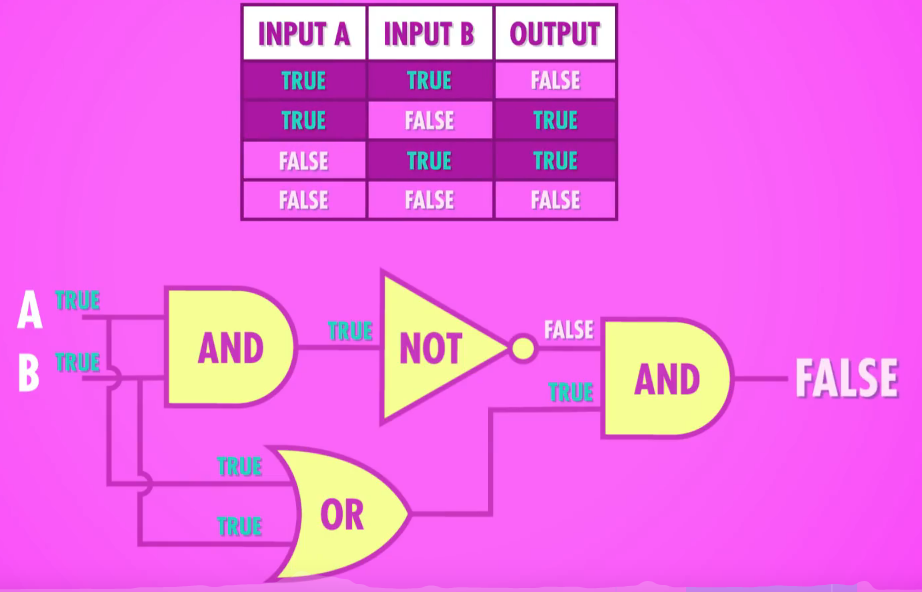 INPUT A INPUT B OUTPUT
TRUE TRUE FALSE
TRUE FALSE TRUE
FALSE TRUE TRUE
FALSE FALSE FALSE
A TRUE
AND
TRUE
NOT
FALSE
B TRUE
TRUE
AND
FALSE
TRUE
OR
TRUE